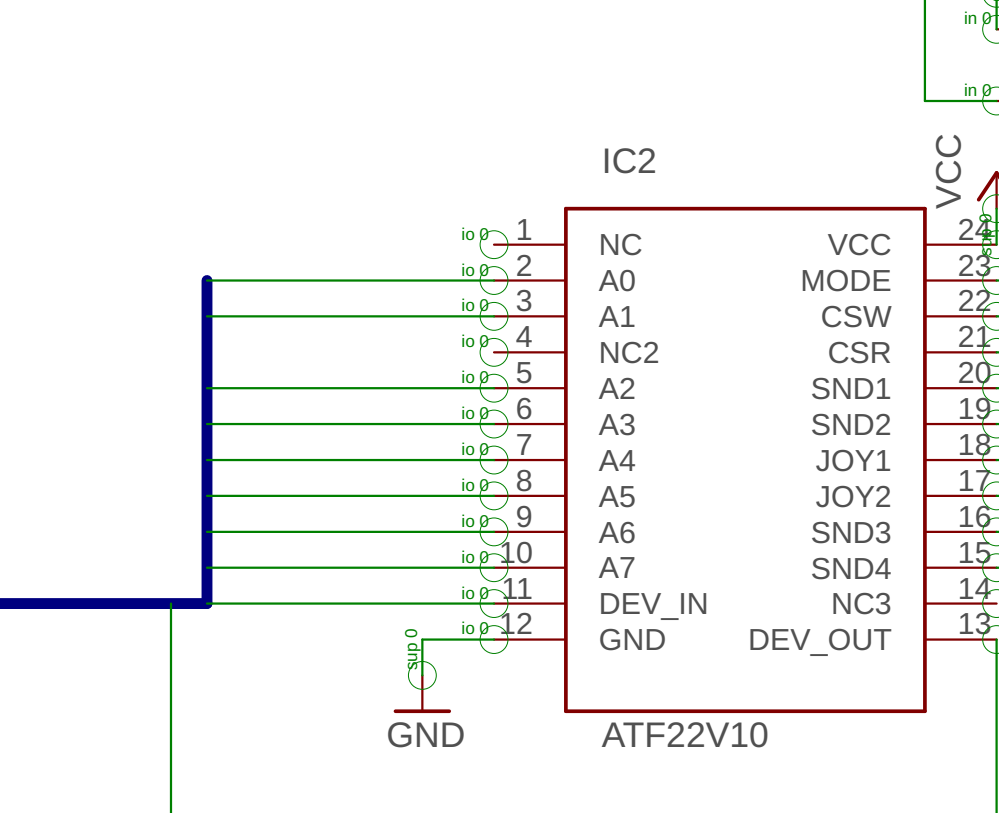 in 0
in 0
IC2
VCC
io 0 1 NC VCC 24
sup 0
io 0 2 A0 MODE 23
io 0 3 A1 CSW 22
io 0 4 NC2 CSR 21
io 0 5 A2 SND1 20
io 0 6 A3 SND2 19
io 0 7 A4 JOY1 18
io 0 8 A5 JOY2 17
io 0 9 A6 SND3 16
io 0 10 A7 SND4 15
io 0 11 DEV_IN NC3 14
io 0 12 GND DEV_OUT 13
sup 0
GND
ATF22V10